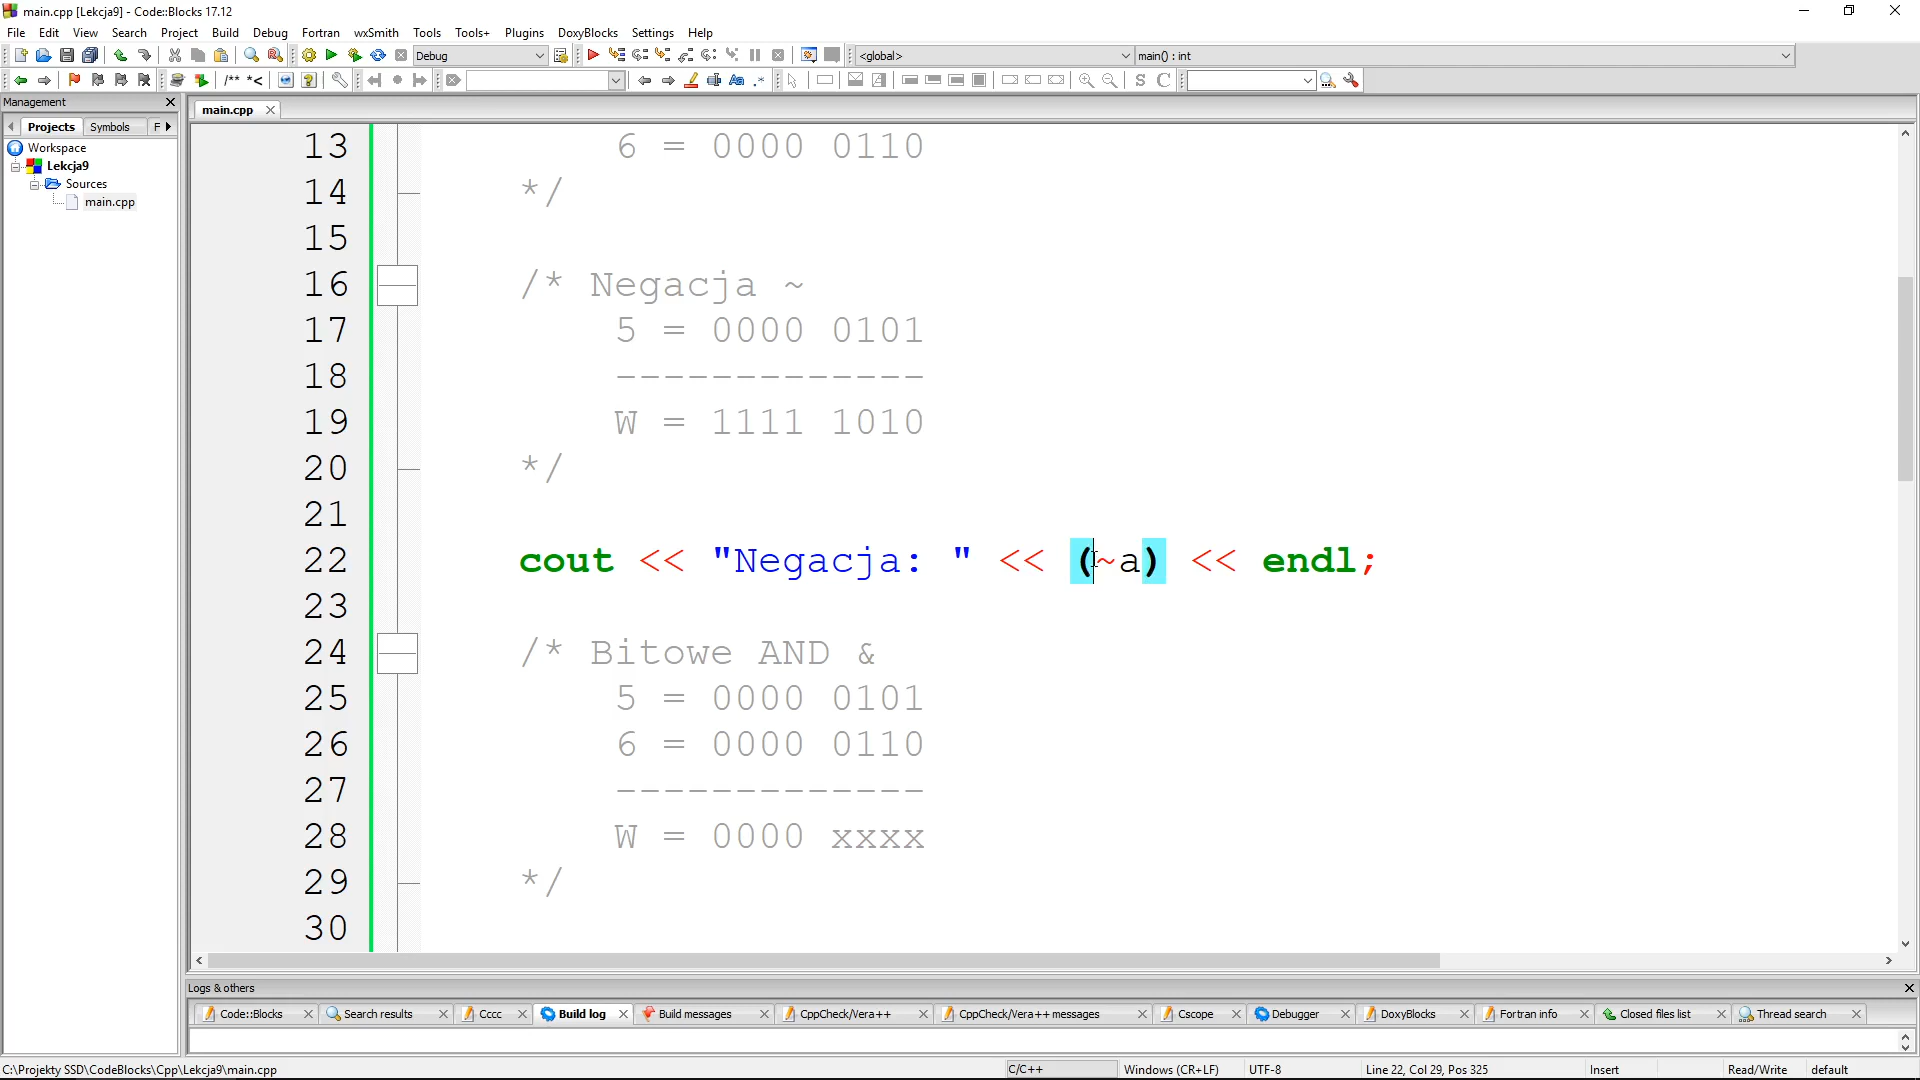 main.cpp [Lekcja9] - Code::Blocks 17.12
File Edit View Search Project Build Debug Fortran wxSmith Tools Tools+ Plugins DoxyBlocks Settings Help
Debug <global> main() : int
/** *< Aa .* S C
Management
main.cpp
Projects Symbols F
Workspace
Lekcja9
Sources
main.cpp
13 6 = 0000 0110
14 */
15
16 /* Negacja ~
17 5 = 0000 0101
18 -------------
19 W = 1111 1010
20 */
21
22 cout << "Negacja: " << (~a) << endl;
23
24 /* Bitowe AND &
25 5 = 0000 0101
26 6 = 0000 0110
27 -------------
28 W = 0000 xxxx
29 */
30
Logs & others
Code::Blocks Search results Cccc Build log Build messages CppCheck/Vera++ CppCheck/Vera++ messages Cscope Debugger DoxyBlocks Fortran info Closed files list Thread search
C:\Projekty SSD\CodeBlocks\Cpp\Lekcja9\main.cpp C/C++ Windows (CR+LF) UTF-8 Line 22, Col 29, Pos 325 Insert Read/Write default